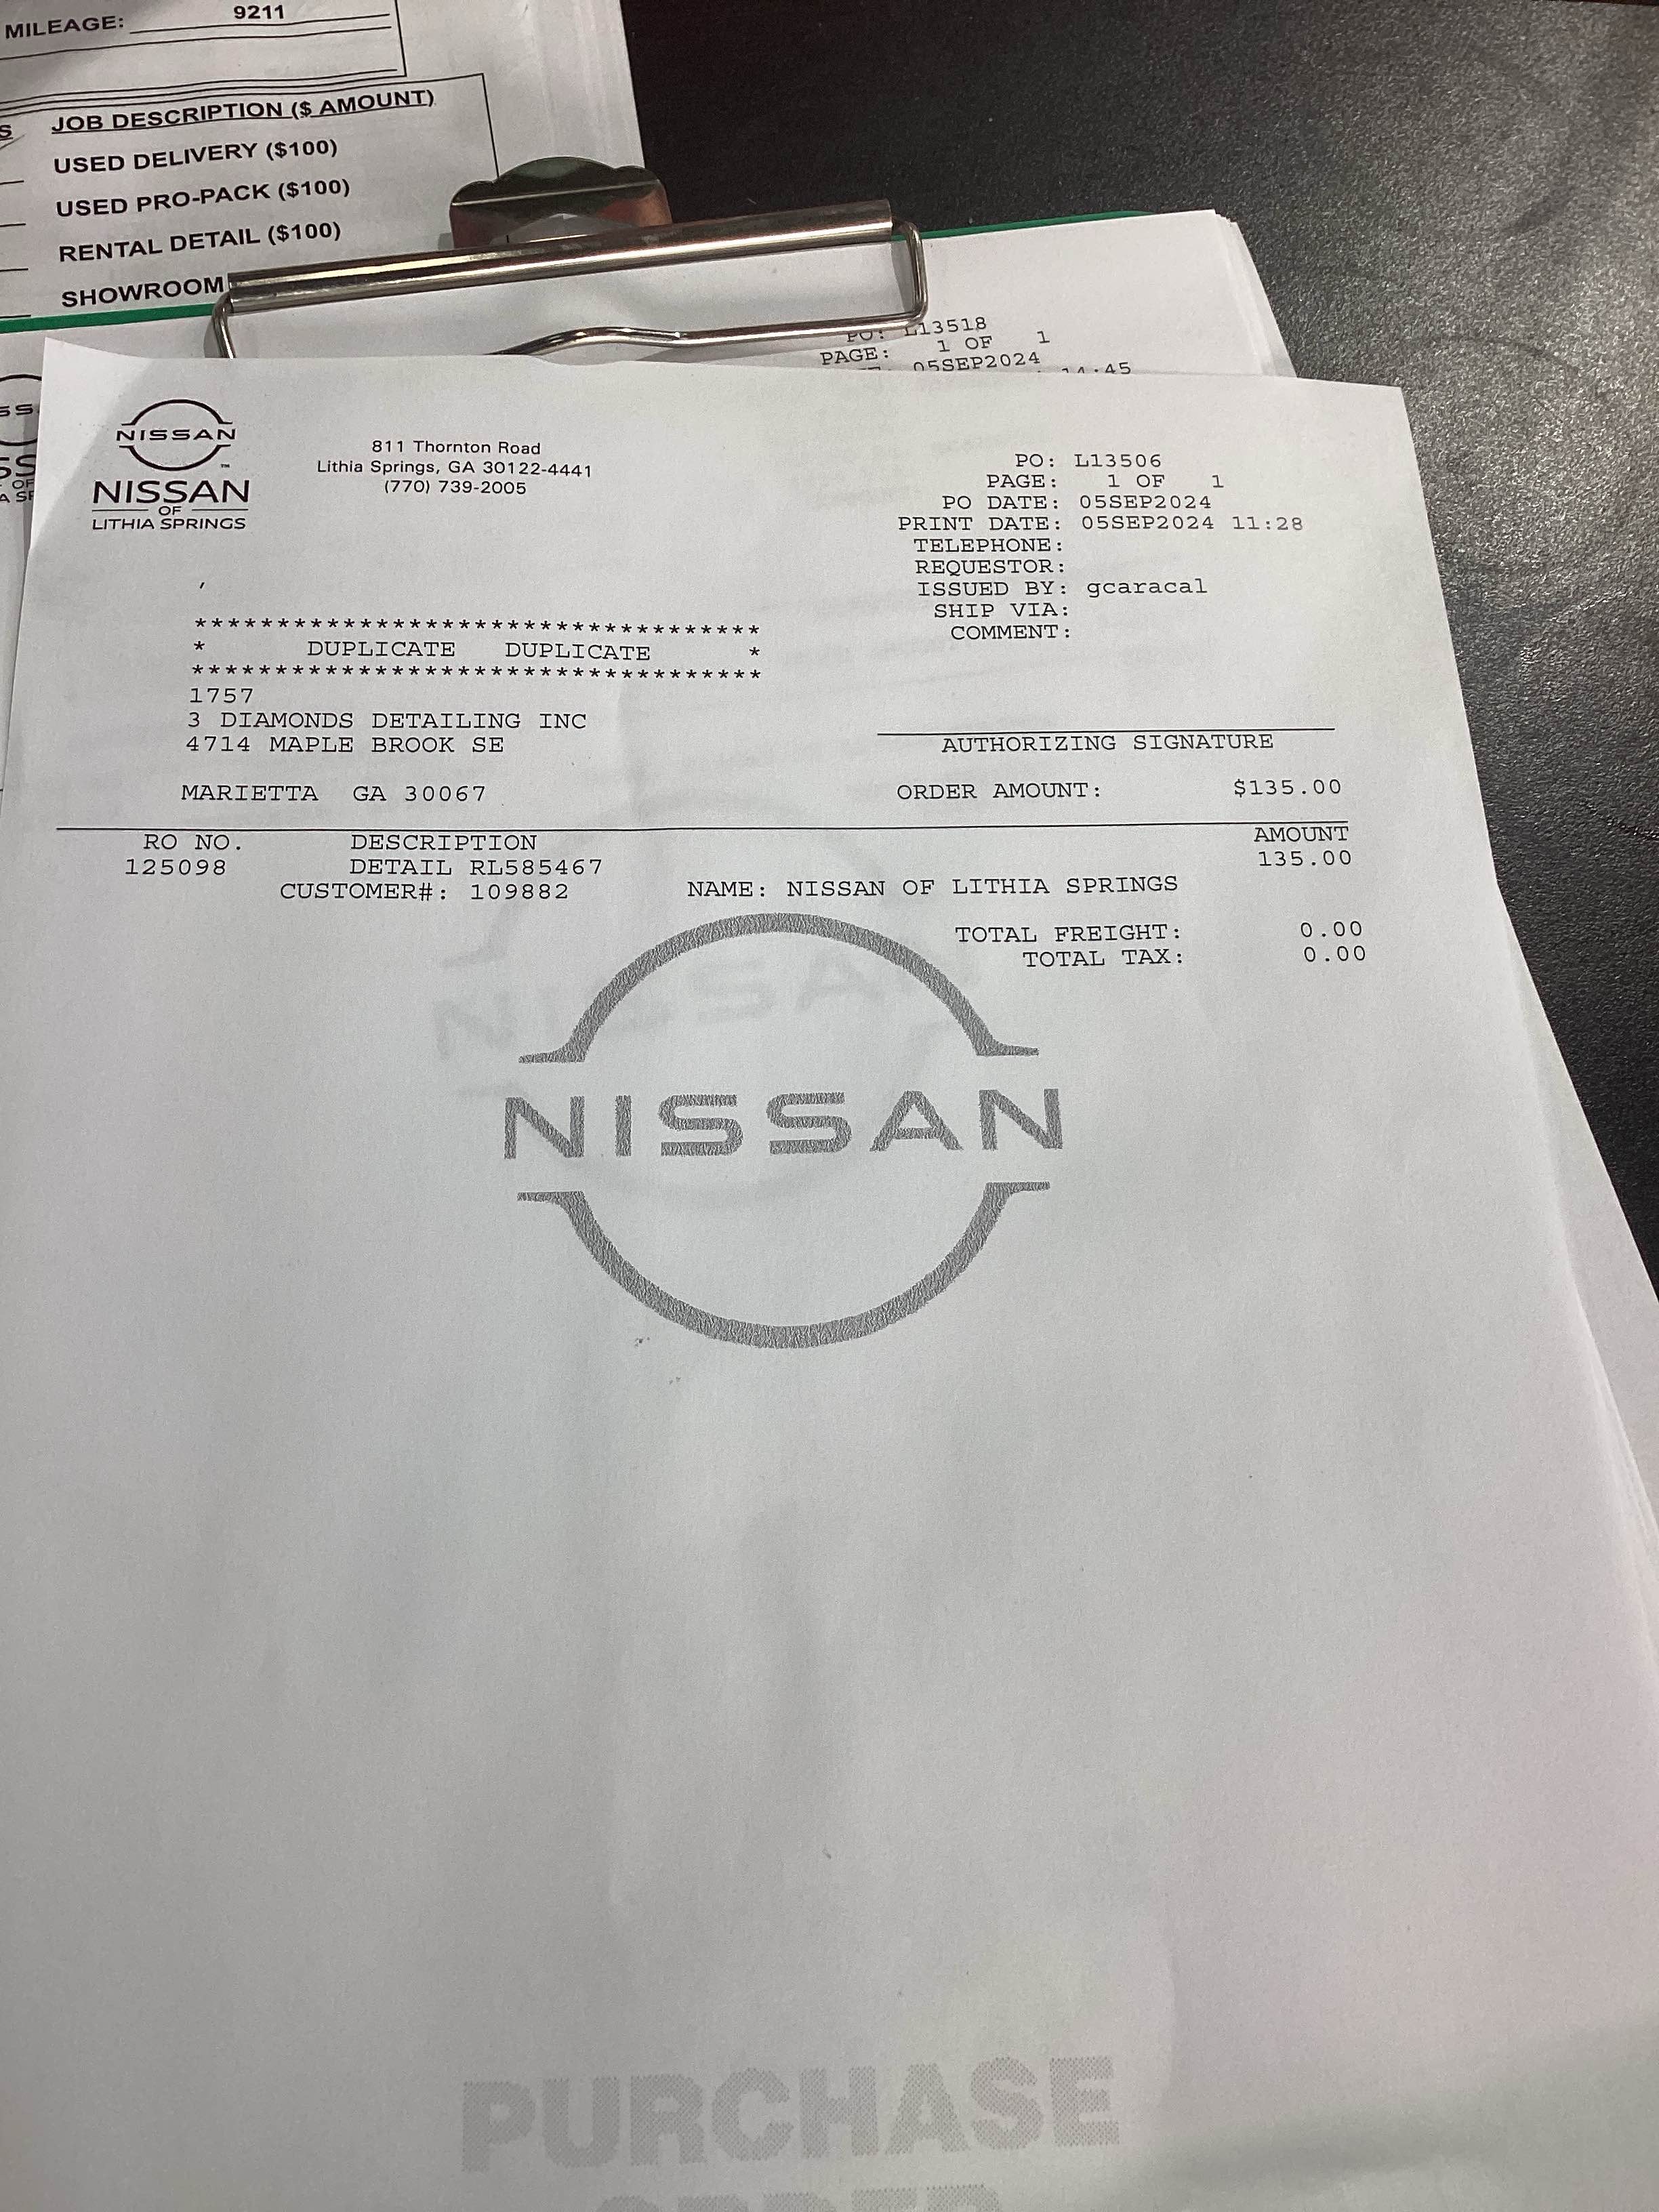 MILEAGE: 9211
S JOB DESCRIPTION ($ AMOUNT)
USED DELIVERY ($100)
USED PRO-PACK ($100)
RENTAL DETAIL ($100)
SHOWROOM
PO: L13518
PAGE: 1 OF 1
05SEP2024
14:45
NISSAN
NISSAN
OF
LITHIA SPRINGS
811 Thornton Road
Lithia Springs, GA 30122-4441
(770) 739-2005
PO: L13506
PAGE: 1 OF 1
PO DATE: 05SEP2024
PRINT DATE: 05SEP2024 11:28
TELEPHONE:
REQUESTOR:
ISSUED BY: gcaracal
SHIP VIA:
COMMENT:
***********************************
* DUPLICATE DUPLICATE *
***********************************
1757
3 DIAMONDS DETAILING INC
4714 MAPLE BROOK SE
MARIETTA GA 30067
AUTHORIZING SIGNATURE
ORDER AMOUNT: $135.00
RO NO. DESCRIPTION AMOUNT
125098 DETAIL RL585467 135.00
CUSTOMER#: 109882 NAME: NISSAN OF LITHIA SPRINGS
TOTAL FREIGHT: 0.00
TOTAL TAX: 0.00
NISSAN
PURCHASE
ORDER